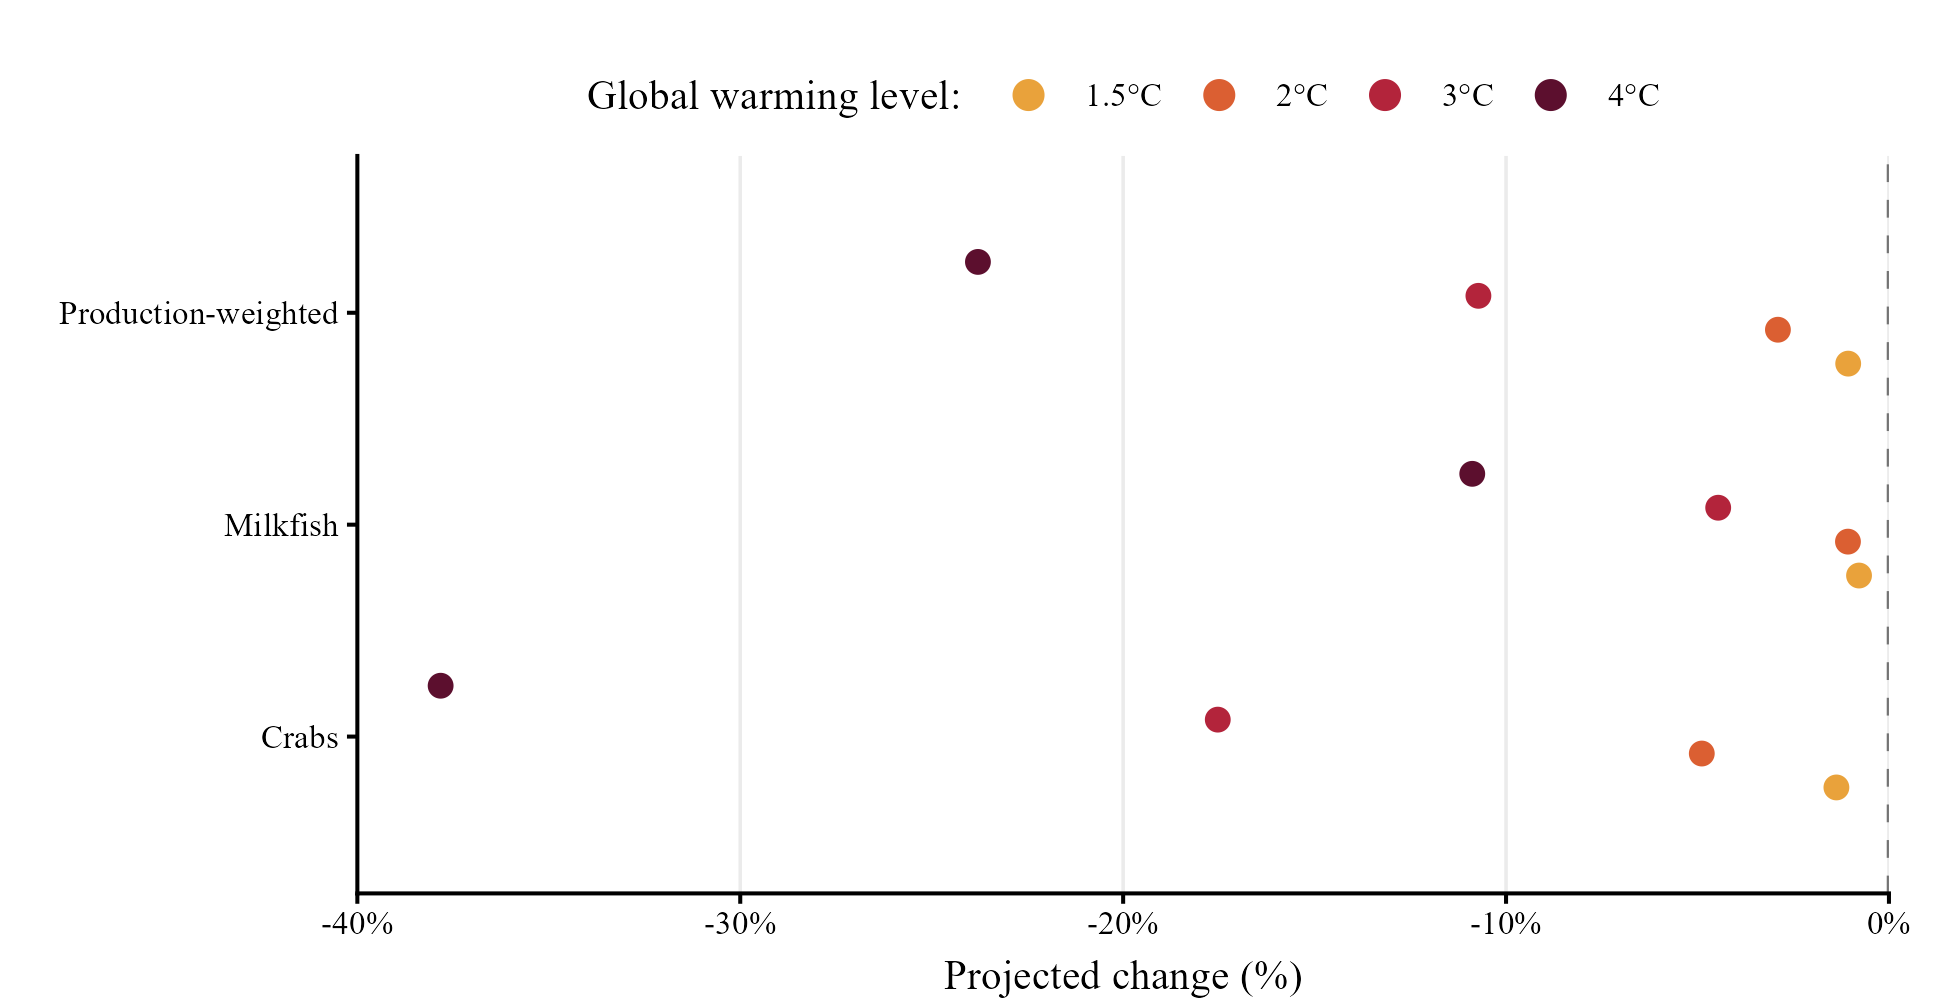 Global warming level: 1.5°C 2°C 3°C 4°C
Production-weighted
Milkfish
Crabs
-40% -30% -20% -10% 0%
Projected change (%)